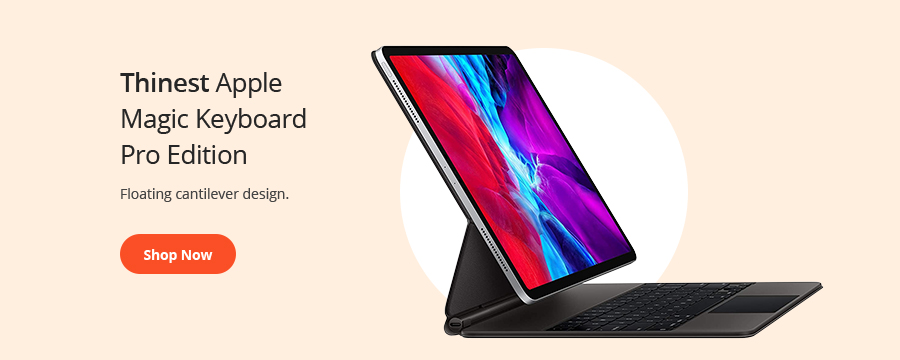 Thinest Apple
Magic Keyboard
Pro Edition
Floating cantilever design.
Shop Now